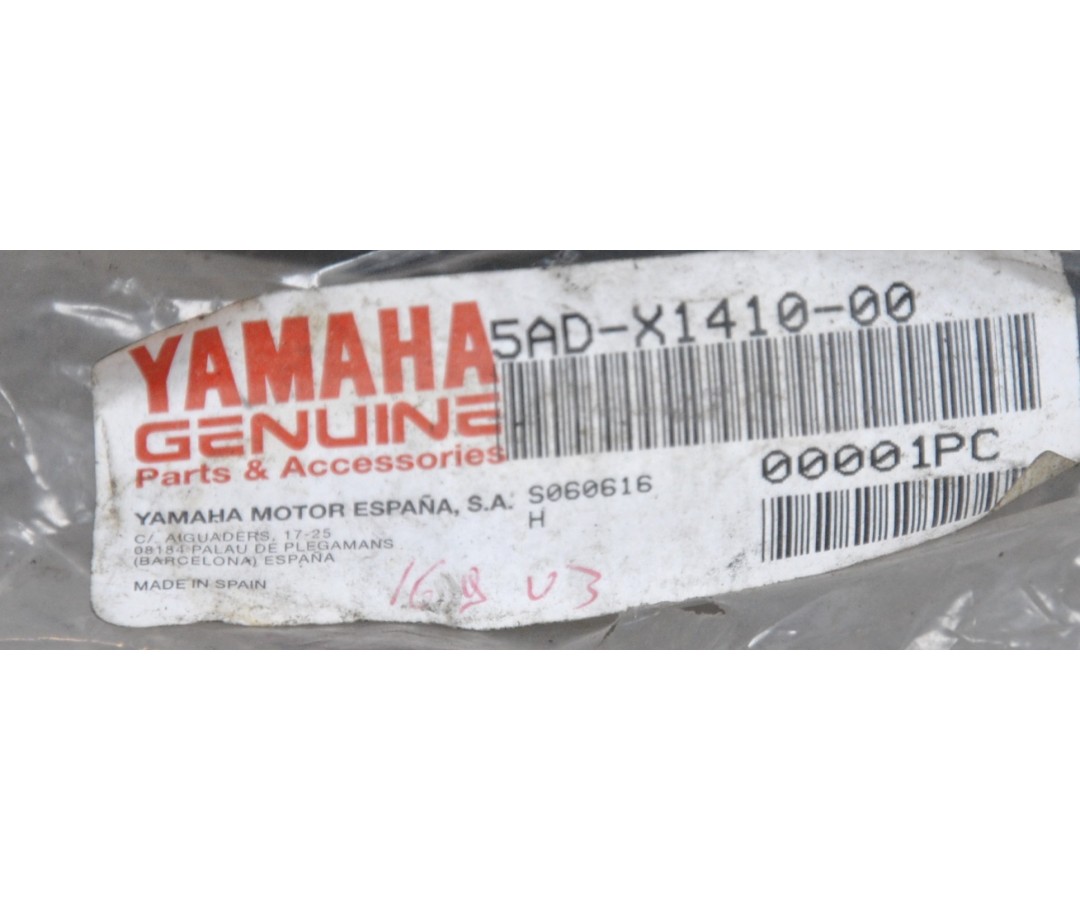 YAMAHA
GENUINE
Parts & Accessories
5AD-X1410-00
00001PC
YAMAHA MOTOR ESPAÑA, S.A.
C/. AIGUADERS, 17-25
08184 PALAU DE PLEGAMANS
(BARCELONA) ESPAÑA
MADE IN SPAIN
S060616
H